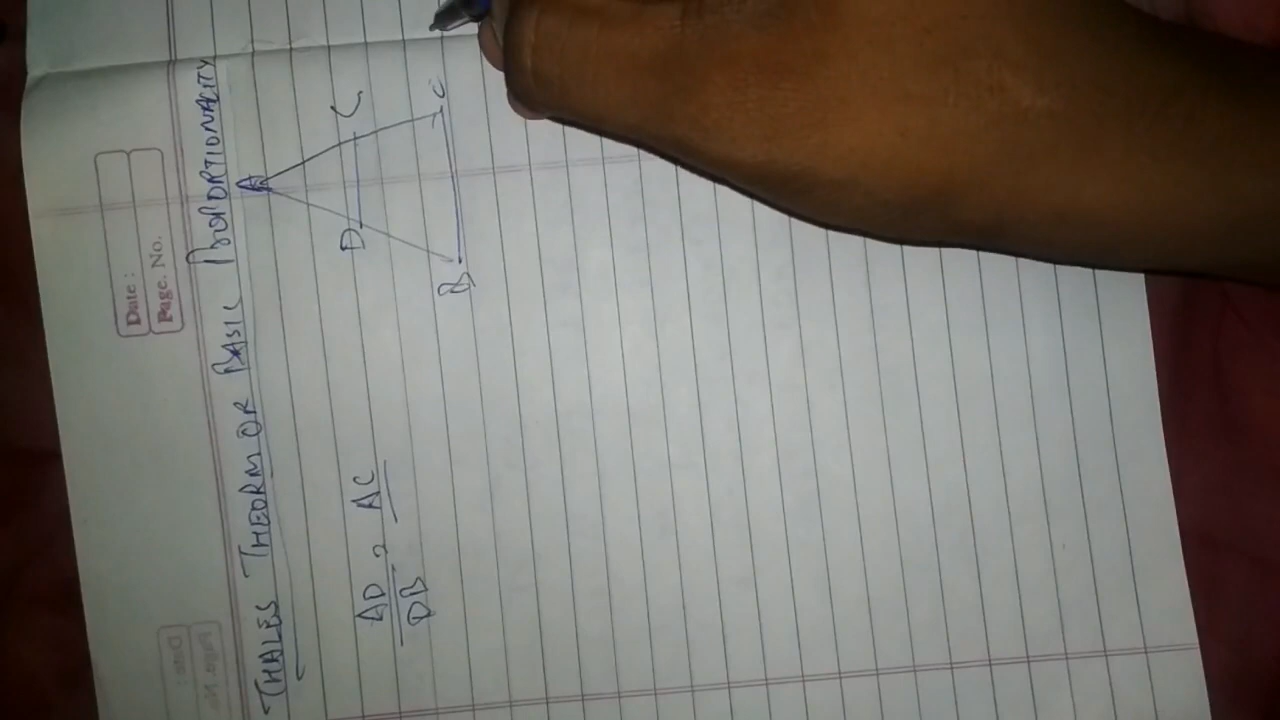 Date :
Page. No.
THALES THEORM OR BASIC PROPORTIONALITY
A
D C
B C
AD = AC
DB